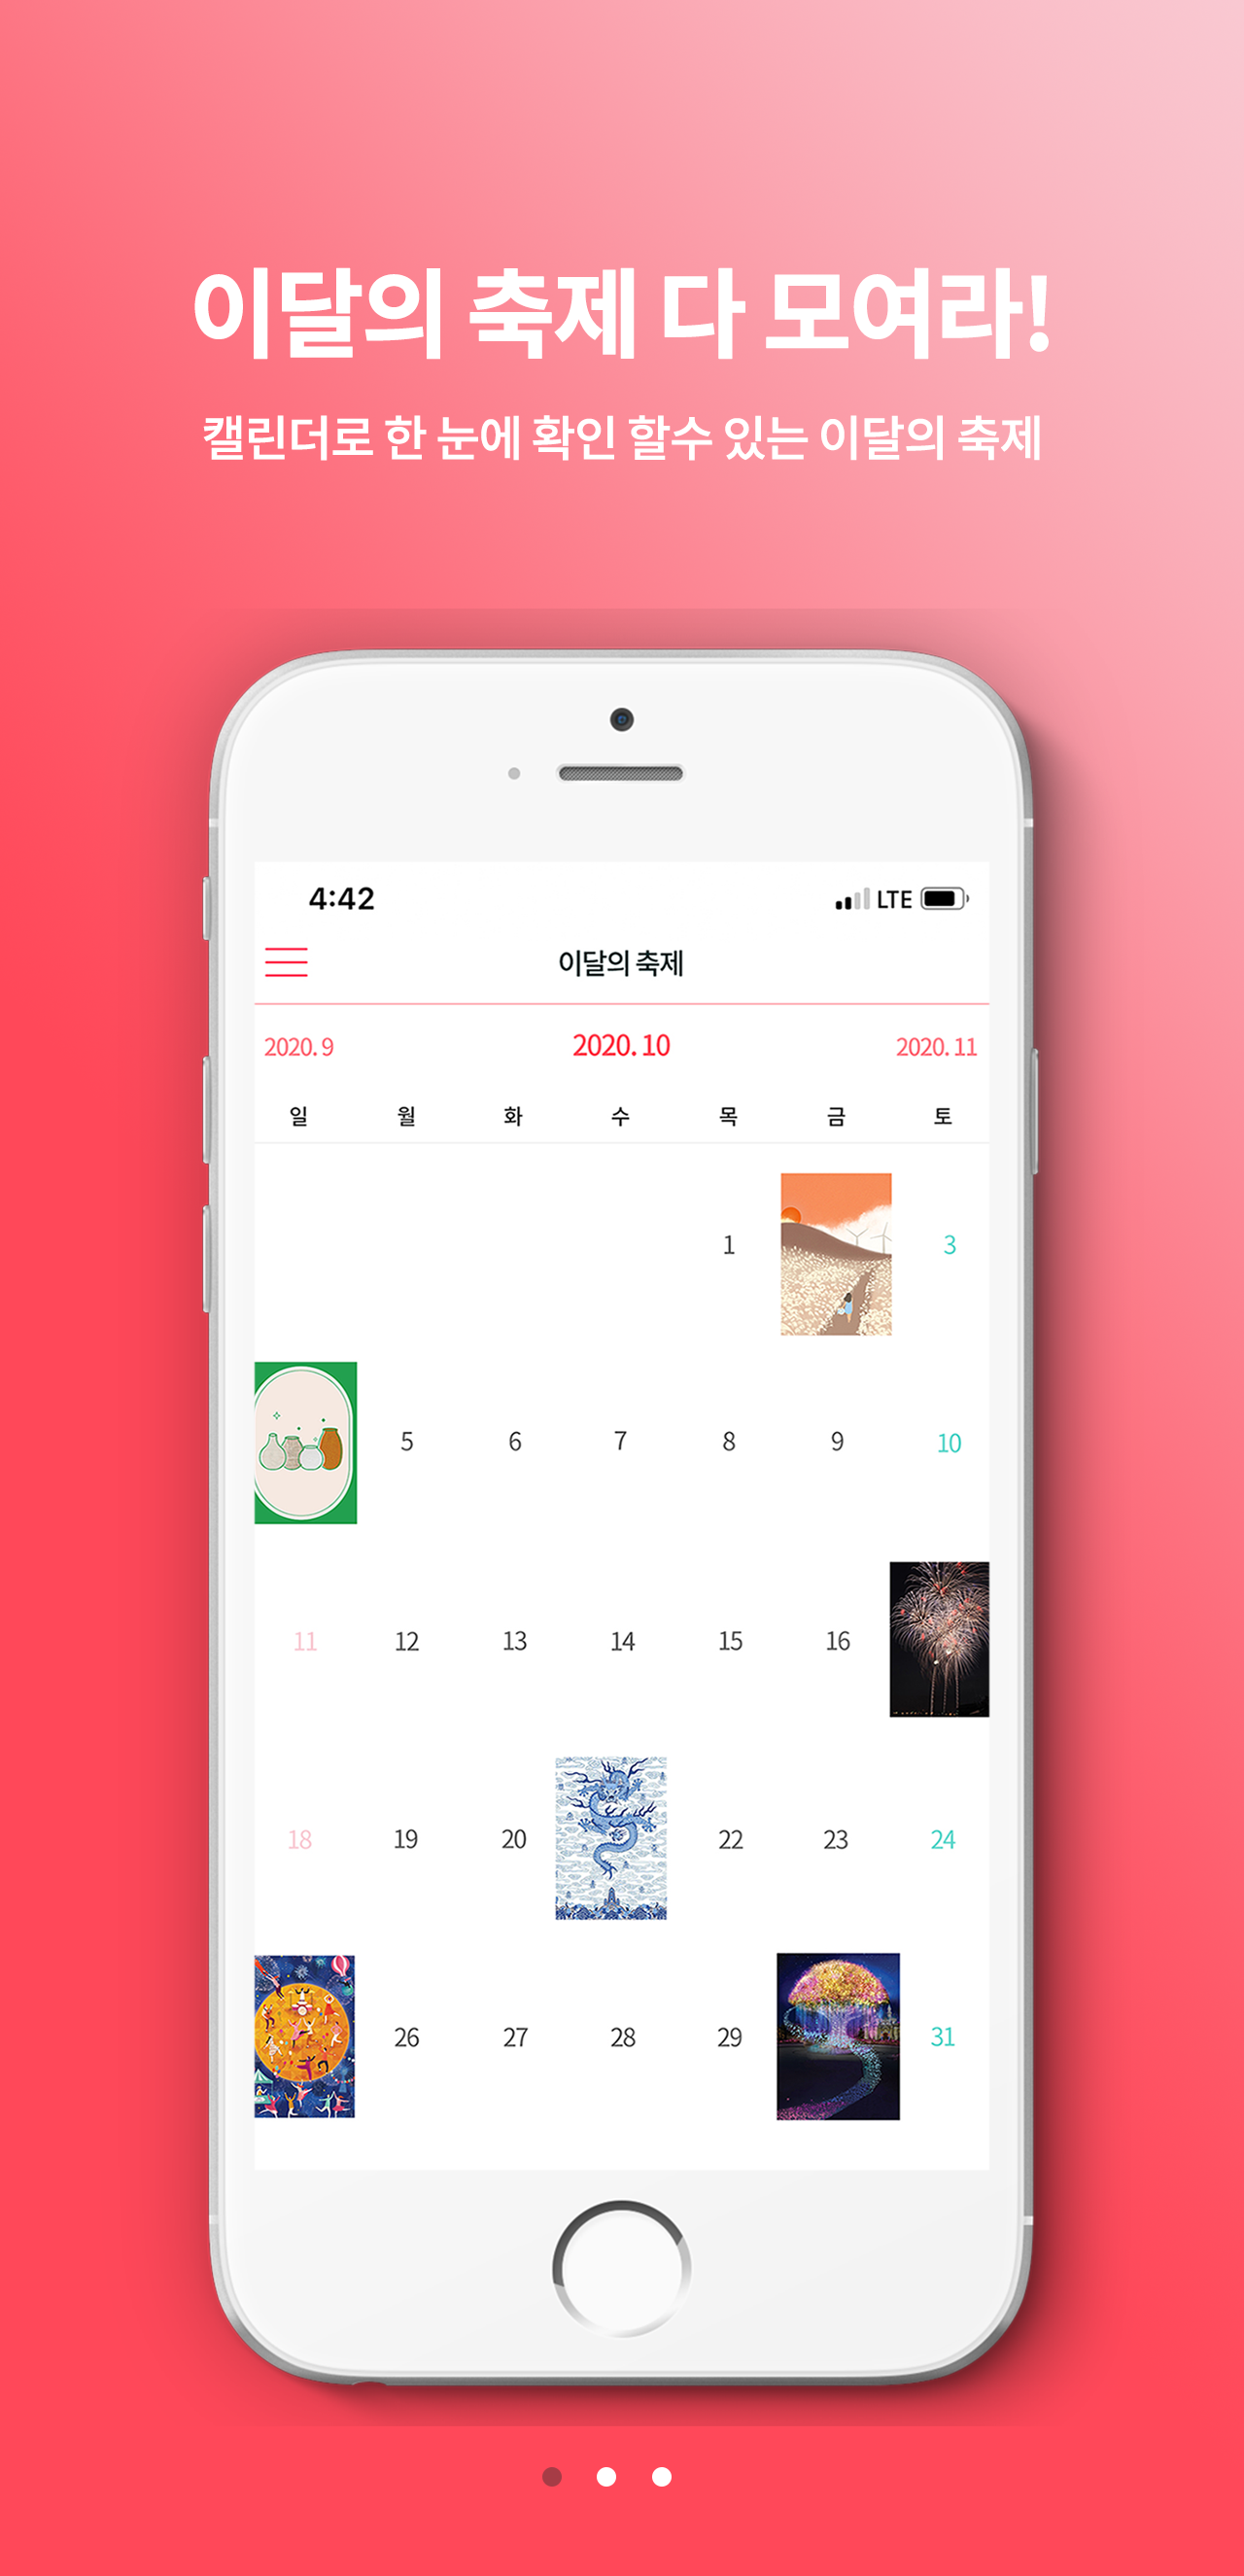 이달의 축제 다 모여라!
캘린더로 한 눈에 확인 할수 있는 이달의 축제
4:42 LTE
이달의 축제
2020. 9 2020. 10 2020. 11
일 월 화 수 목 금 토
1 3
5 6 7 8 9 10
11 12 13 14 15 16
18 19 20 22 23 24
26 27 28 29 31